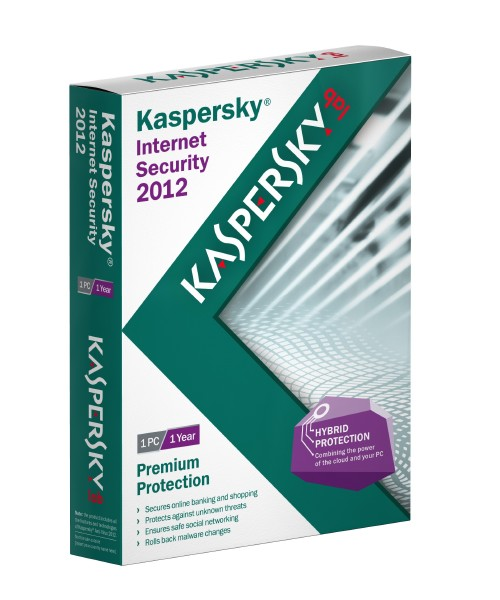 KASPERSKY
Kaspersky®
Internet
Security
2012
KASPERSKY
1 PC / 1 Year
Premium
Protection
› Secures online banking and shopping
› Protects against unknown threats
› Ensures safe social networking
› Rolls back malware changes
HYBRID
PROTECTION
Combining the power
of the cloud and your PC
Kaspersky®
Internet Security
2012
1 PC / 1 Year
KASPERSKY